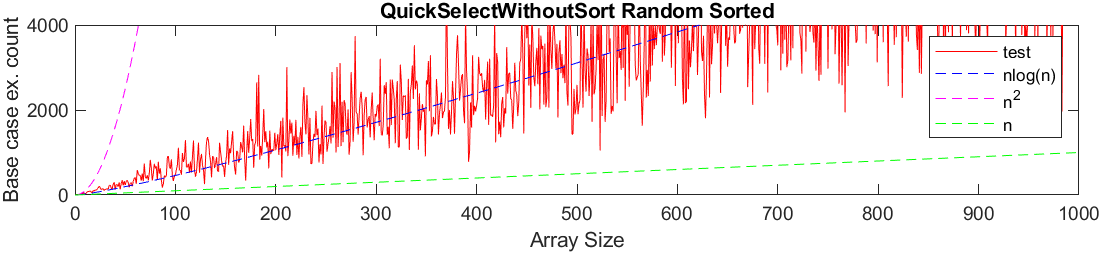 QuickSelectWithoutSort Random Sorted
Base case ex. count
4000
2000
0
0 100 200 300 400 500 600 700 800 900 1000
Array Size
test
nlog(n)
n²
n